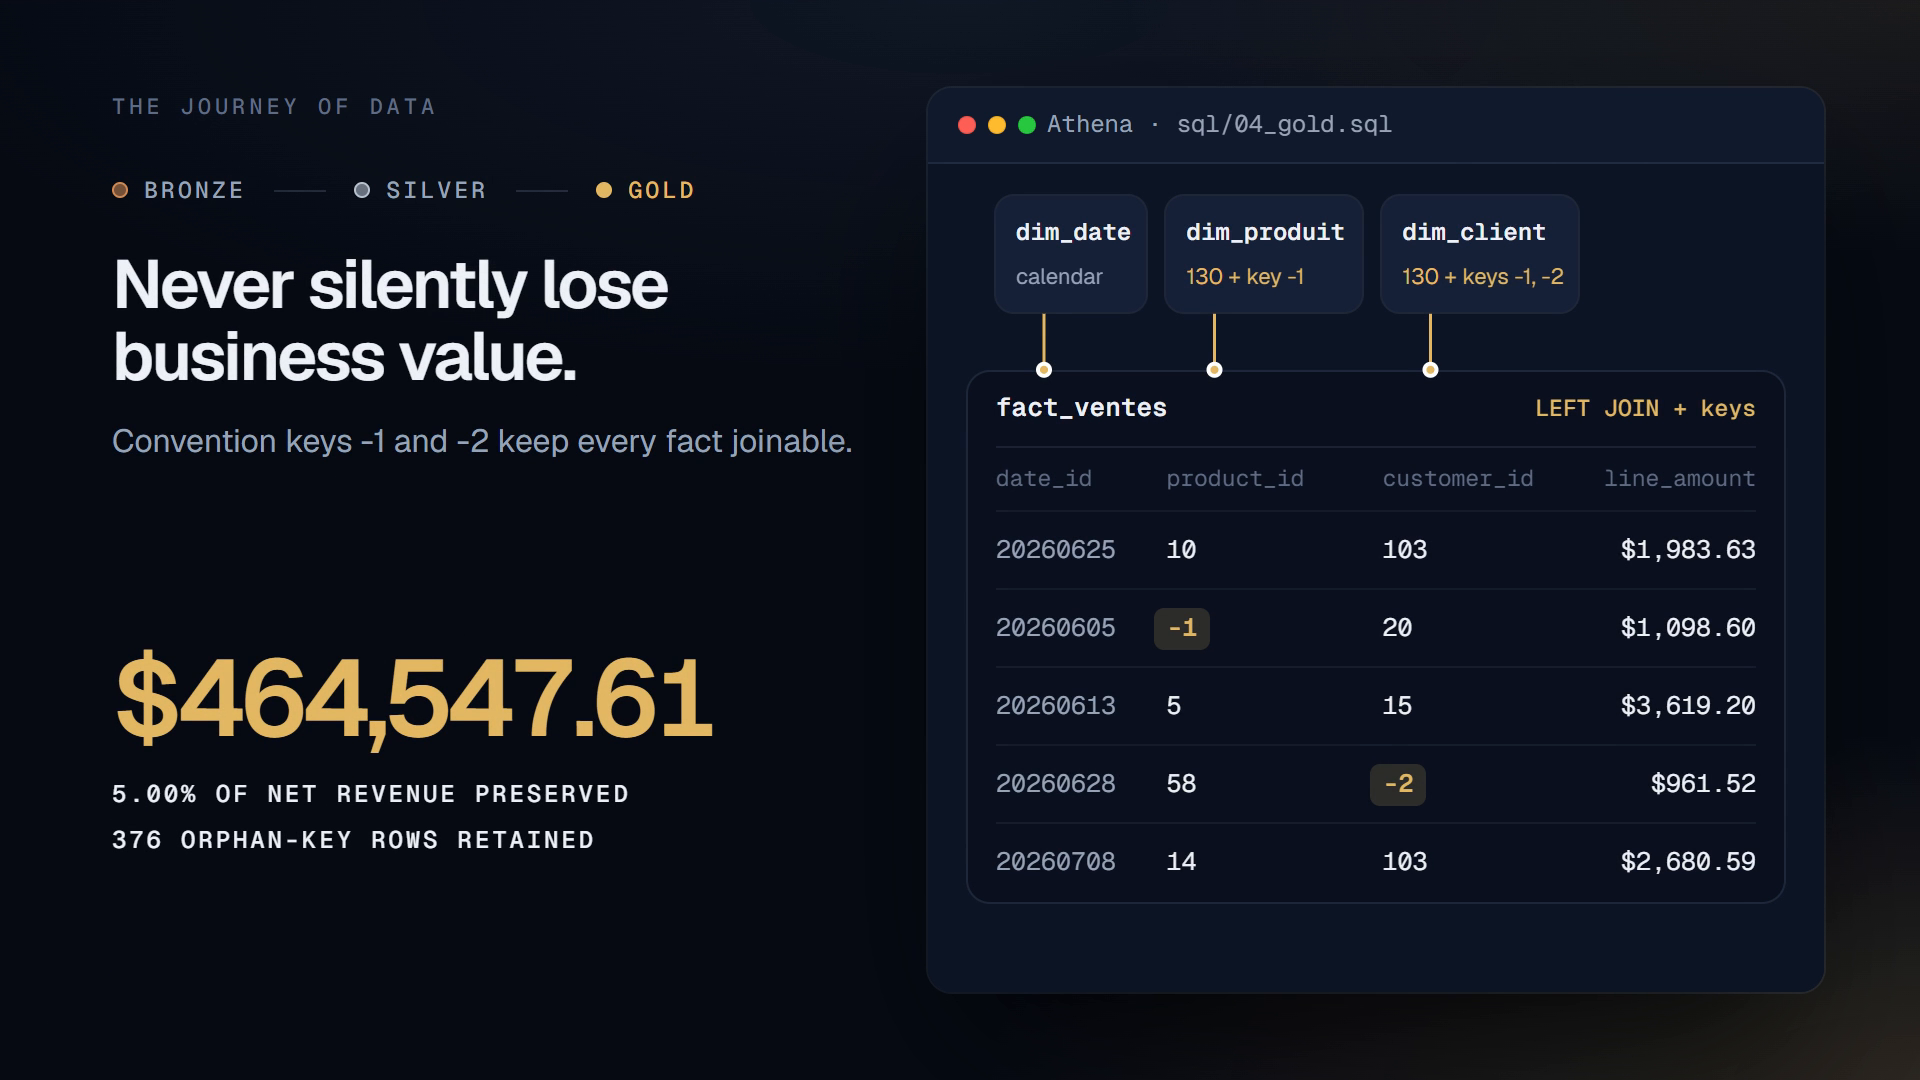 THE JOURNEY OF DATA
BRONZE SILVER GOLD
Never silently lose
business value.
Convention keys -1 and -2 keep every fact joinable.
$464,547.61
5.00% OF NET REVENUE PRESERVED
376 ORPHAN-KEY ROWS RETAINED
Athena · sql/04_gold.sql
dim_date dim_produit dim_client
calendar 130 + key -1 130 + keys -1, -2
fact_ventes LEFT JOIN + keys
date_id product_id customer_id line_amount
20260625 10 103 $1,983.63
20260605 -1 20 $1,098.60
20260613 5 15 $3,619.20
20260628 58 -2 $961.52
20260708 14 103 $2,680.59